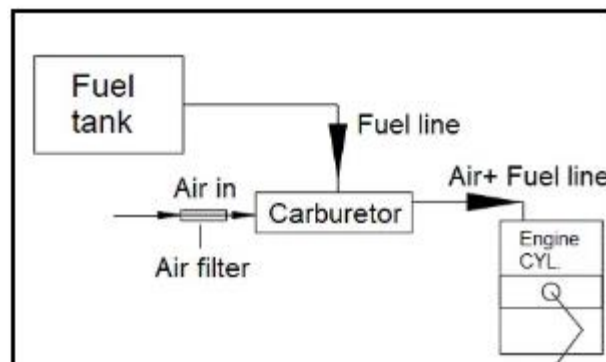 Fuel
tank
Fuel line
Air in
Air+ Fuel line
Carburetor
Air filter
Engine
CYL.